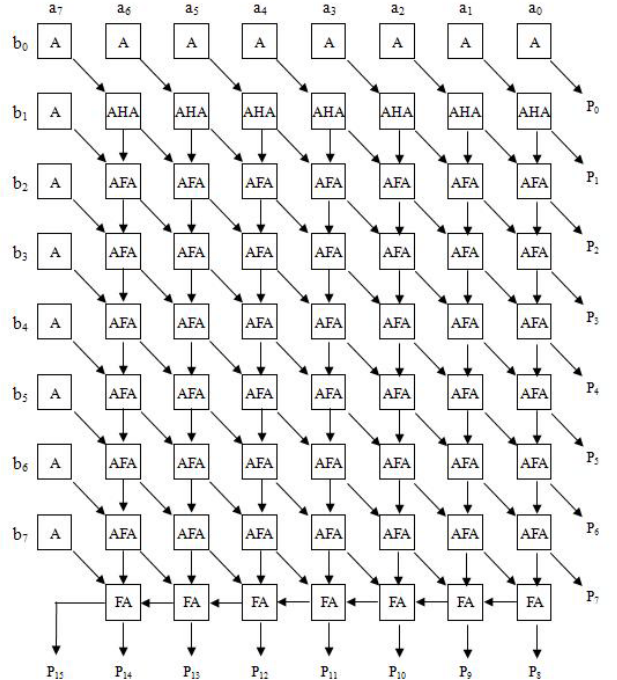 a₇ a₆ a₅ a₄ a₃ a₂ a₁ a₀
b₀ A A A A A A A A
b₁ A AHA AHA AHA AHA AHA AHA AHA P₀
b₂ A AFA AFA AFA AFA AFA AFA AFA P₁
b₃ A AFA AFA AFA AFA AFA AFA AFA P₂
b₄ A AFA AFA AFA AFA AFA AFA AFA P₃
b₅ A AFA AFA AFA AFA AFA AFA AFA P₄
b₆ A AFA AFA AFA AFA AFA AFA AFA P₅
b₇ A AFA AFA AFA AFA AFA AFA AFA P₆
FA FA FA FA FA FA FA P₇
P₁₅ P₁₄ P₁₃ P₁₂ P₁₁ P₁₀ P₉ P₈